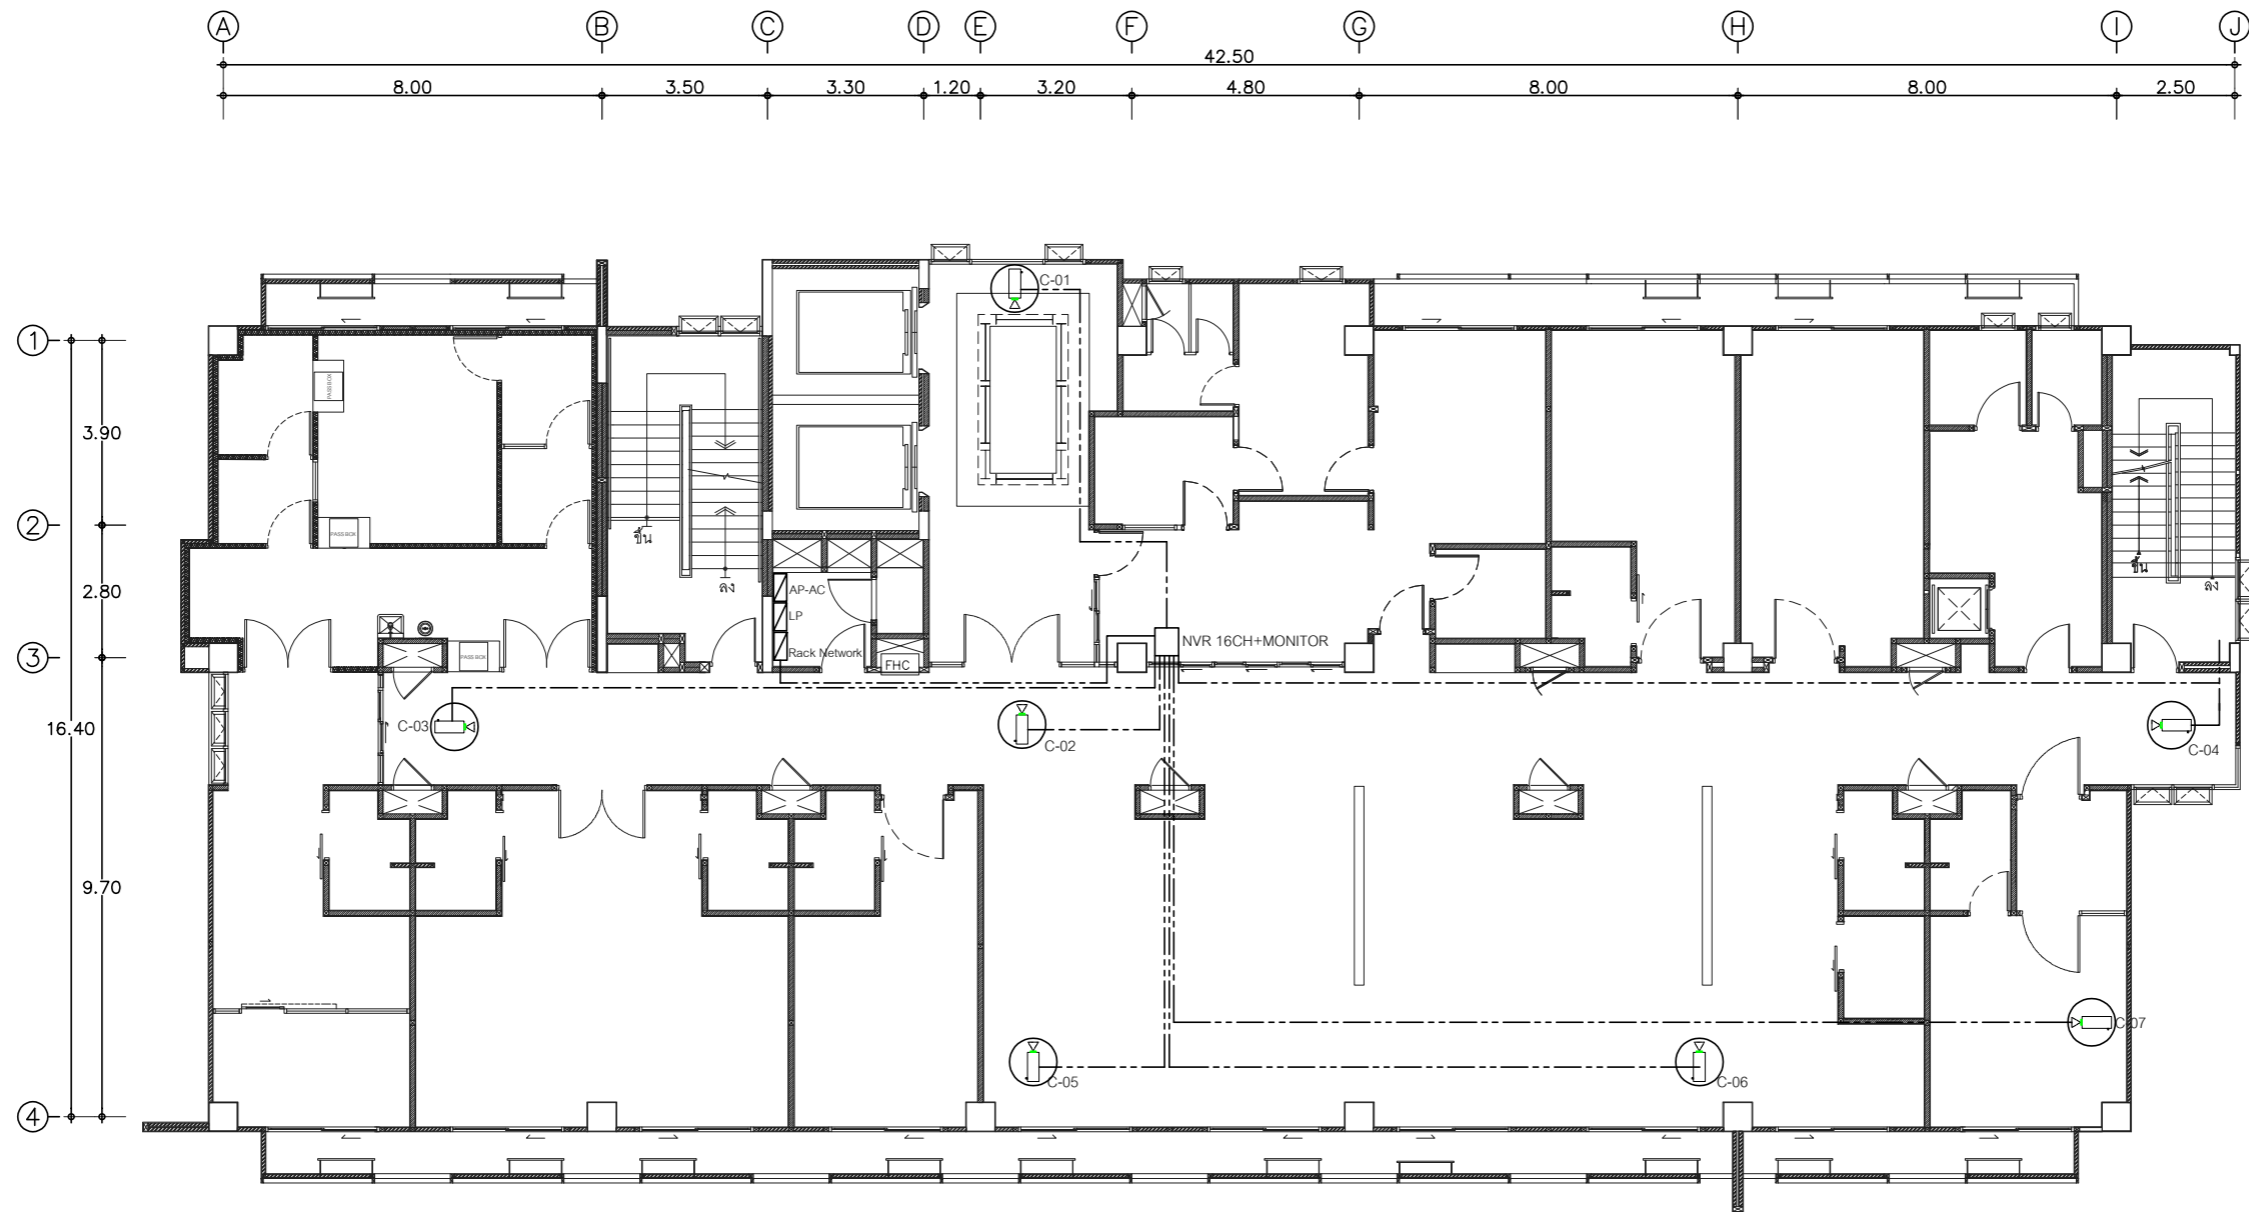 A B C D E F G H I J
42.50
8.00 3.50 3.30 1.20 3.20 4.80 8.00 8.00 2.50
C-01
1
PASS BOX
3.90
2
PASS BOX
ขึ้น
ลง
ขึ้น
ลง
AP-AC
2.80
LP
NVR 16CH+MONITOR
3
Rack Network
PASS BOX
FHC
C-03
16.40
C-02
C-04
9.70
C-07
C-05
C-06
4